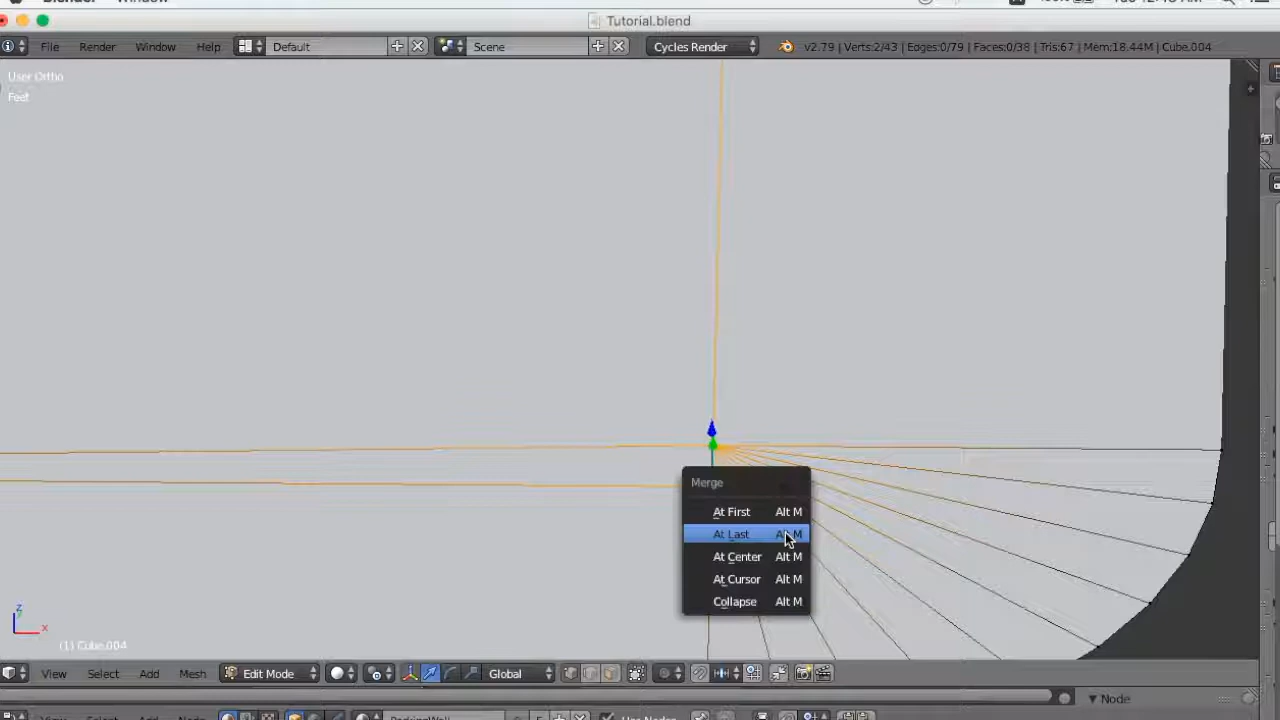 Blender Window
Tutorial.blend
File Render Window Help Default Scene Cycles Render v2.79 | Verts:2/43 | Edges:0/79 | Faces:0/38 | Tris:67 | Mem:18.44M | Cube.004
User Ortho
Feet
Merge
At First Alt M
At Last Alt M
At Center Alt M
At Cursor Alt M
Collapse Alt M
z
x
(1) Cube.004
View Select Add Mesh Edit Mode Global
Node